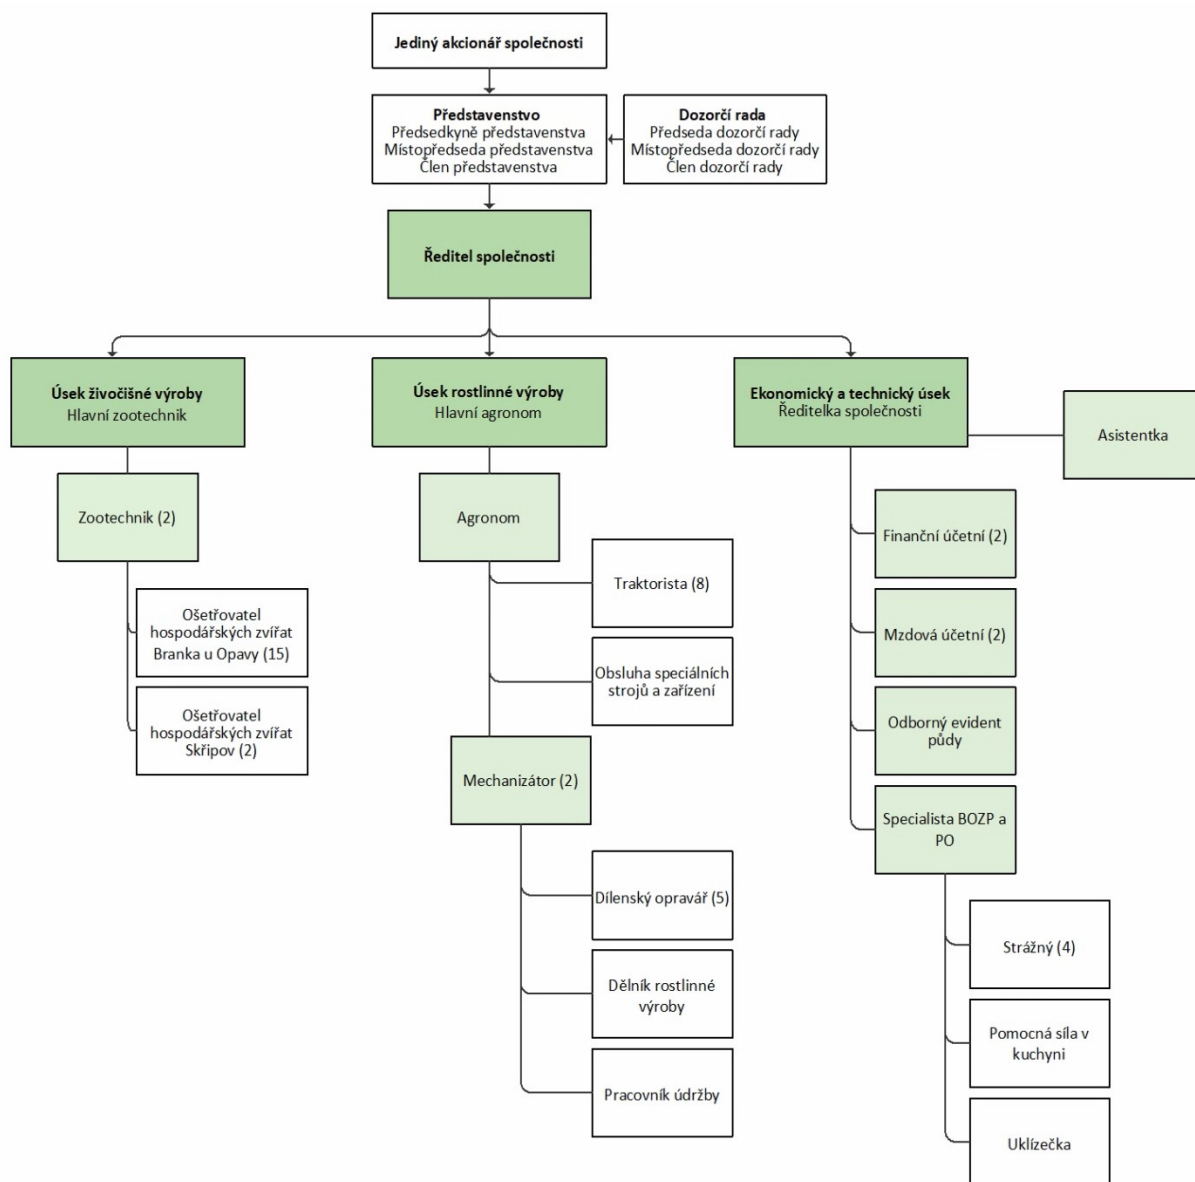 Jediný akcionář společnosti
Představenstvo
Předsedkyně představenstva
Místopředseda představenstva
Člen představenstva
Dozorčí rada
Předseda dozorčí rady
Místopředseda dozorčí rady
Člen dozorčí rady
Ředitel společnosti
Úsek živočišné výroby
Hlavní zootechnik
Úsek rostlinné výroby
Hlavní agronom
Ekonomický a technický úsek
Ředitelka společnosti
Asistentka
Zootechnik (2)
Ošetřovatel
hospodářských zvířat
Branka u Opavy (15)
Ošetřovatel
hospodářských zvířat
Skřipov (2)
Agronom
Traktorista (8)
Obsluha speciálních
strojů a zařízení
Mechanizátor (2)
Dílenský opravář (5)
Dělník rostlinné
výroby
Pracovník údržby
Finanční účetní (2)
Mzdová účetní (2)
Odborný evident
půdy
Specialista BOZP a
PO
Strážný (4)
Pomocná síla v
kuchyni
Uklízečka